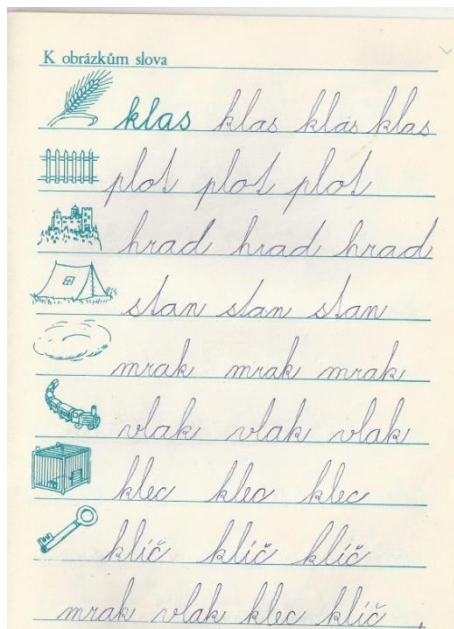 K obrázkům slova
klas klas klas klas
plot plot plot
hrad hrad hrad
stan stan stan
mrak mrak mrak
vlak vlak vlak
klec klec klec
klíč klíč klíč
mrak vlak klec klíč